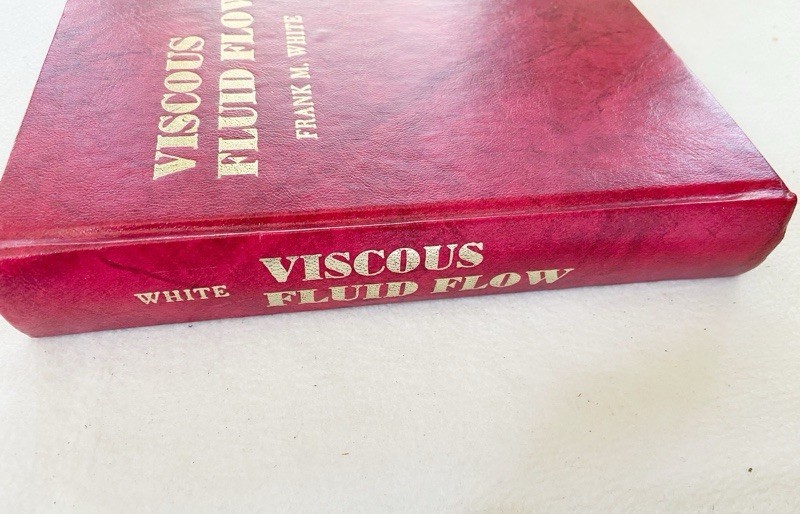 VISCOUS
FLUID FLOW
FRANK M. WHITE
WHITE
VISCOUS
FLUID FLOW